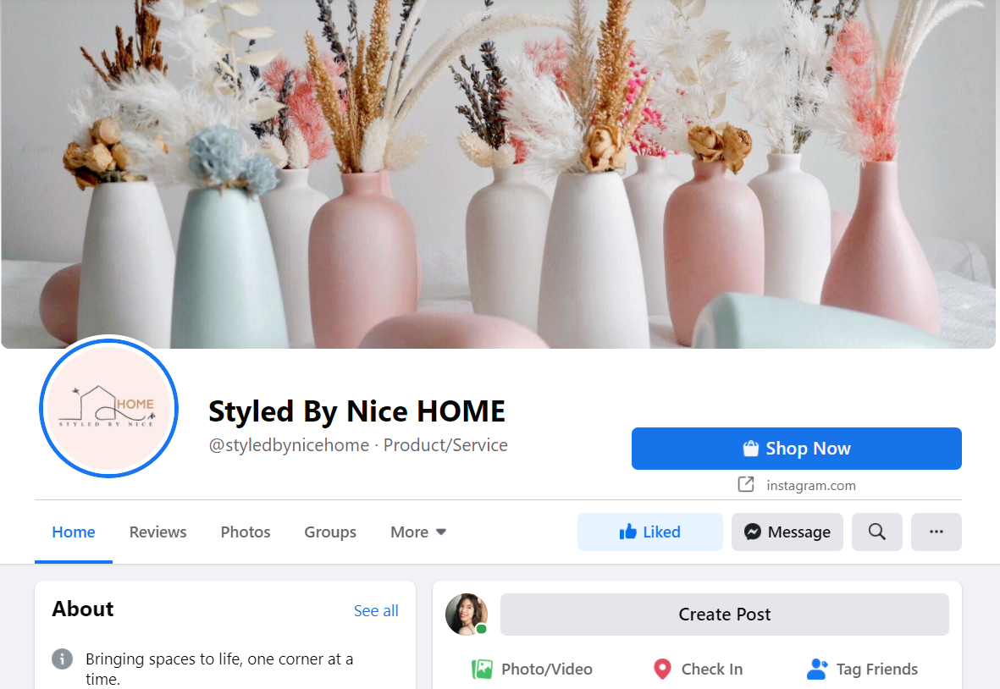 HOME
STYLED BY NICE
Styled By Nice HOME
@styledbynicehome · Product/Service
Shop Now
instagram.com
Home Reviews Photos Groups More
Liked Message
About See all
Bringing spaces to life, one corner at a
time.
Create Post
Photo/Video Check In Tag Friends